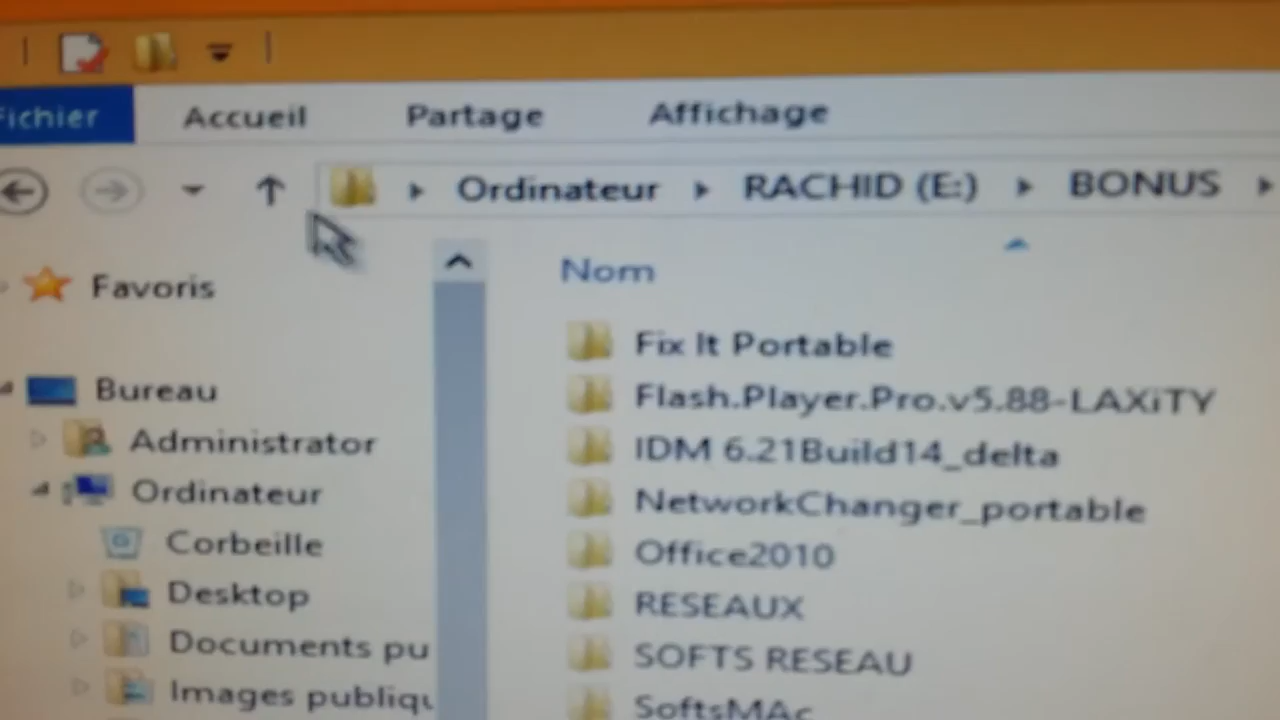 Fichier Accueil Partage Affichage
Ordinateur RACHID (E:) BONUS
Favoris
Bureau
Administrator
Ordinateur
Corbeille
Desktop
Documents pu
Images publiqu
Nom
Fix It Portable
Flash.Player.Pro.v5.88-LAXiTY
IDM 6.21Build14_delta
NetworkChanger_portable
Office2010
RESEAUX
SOFTS RESEAU
SoftsMAc